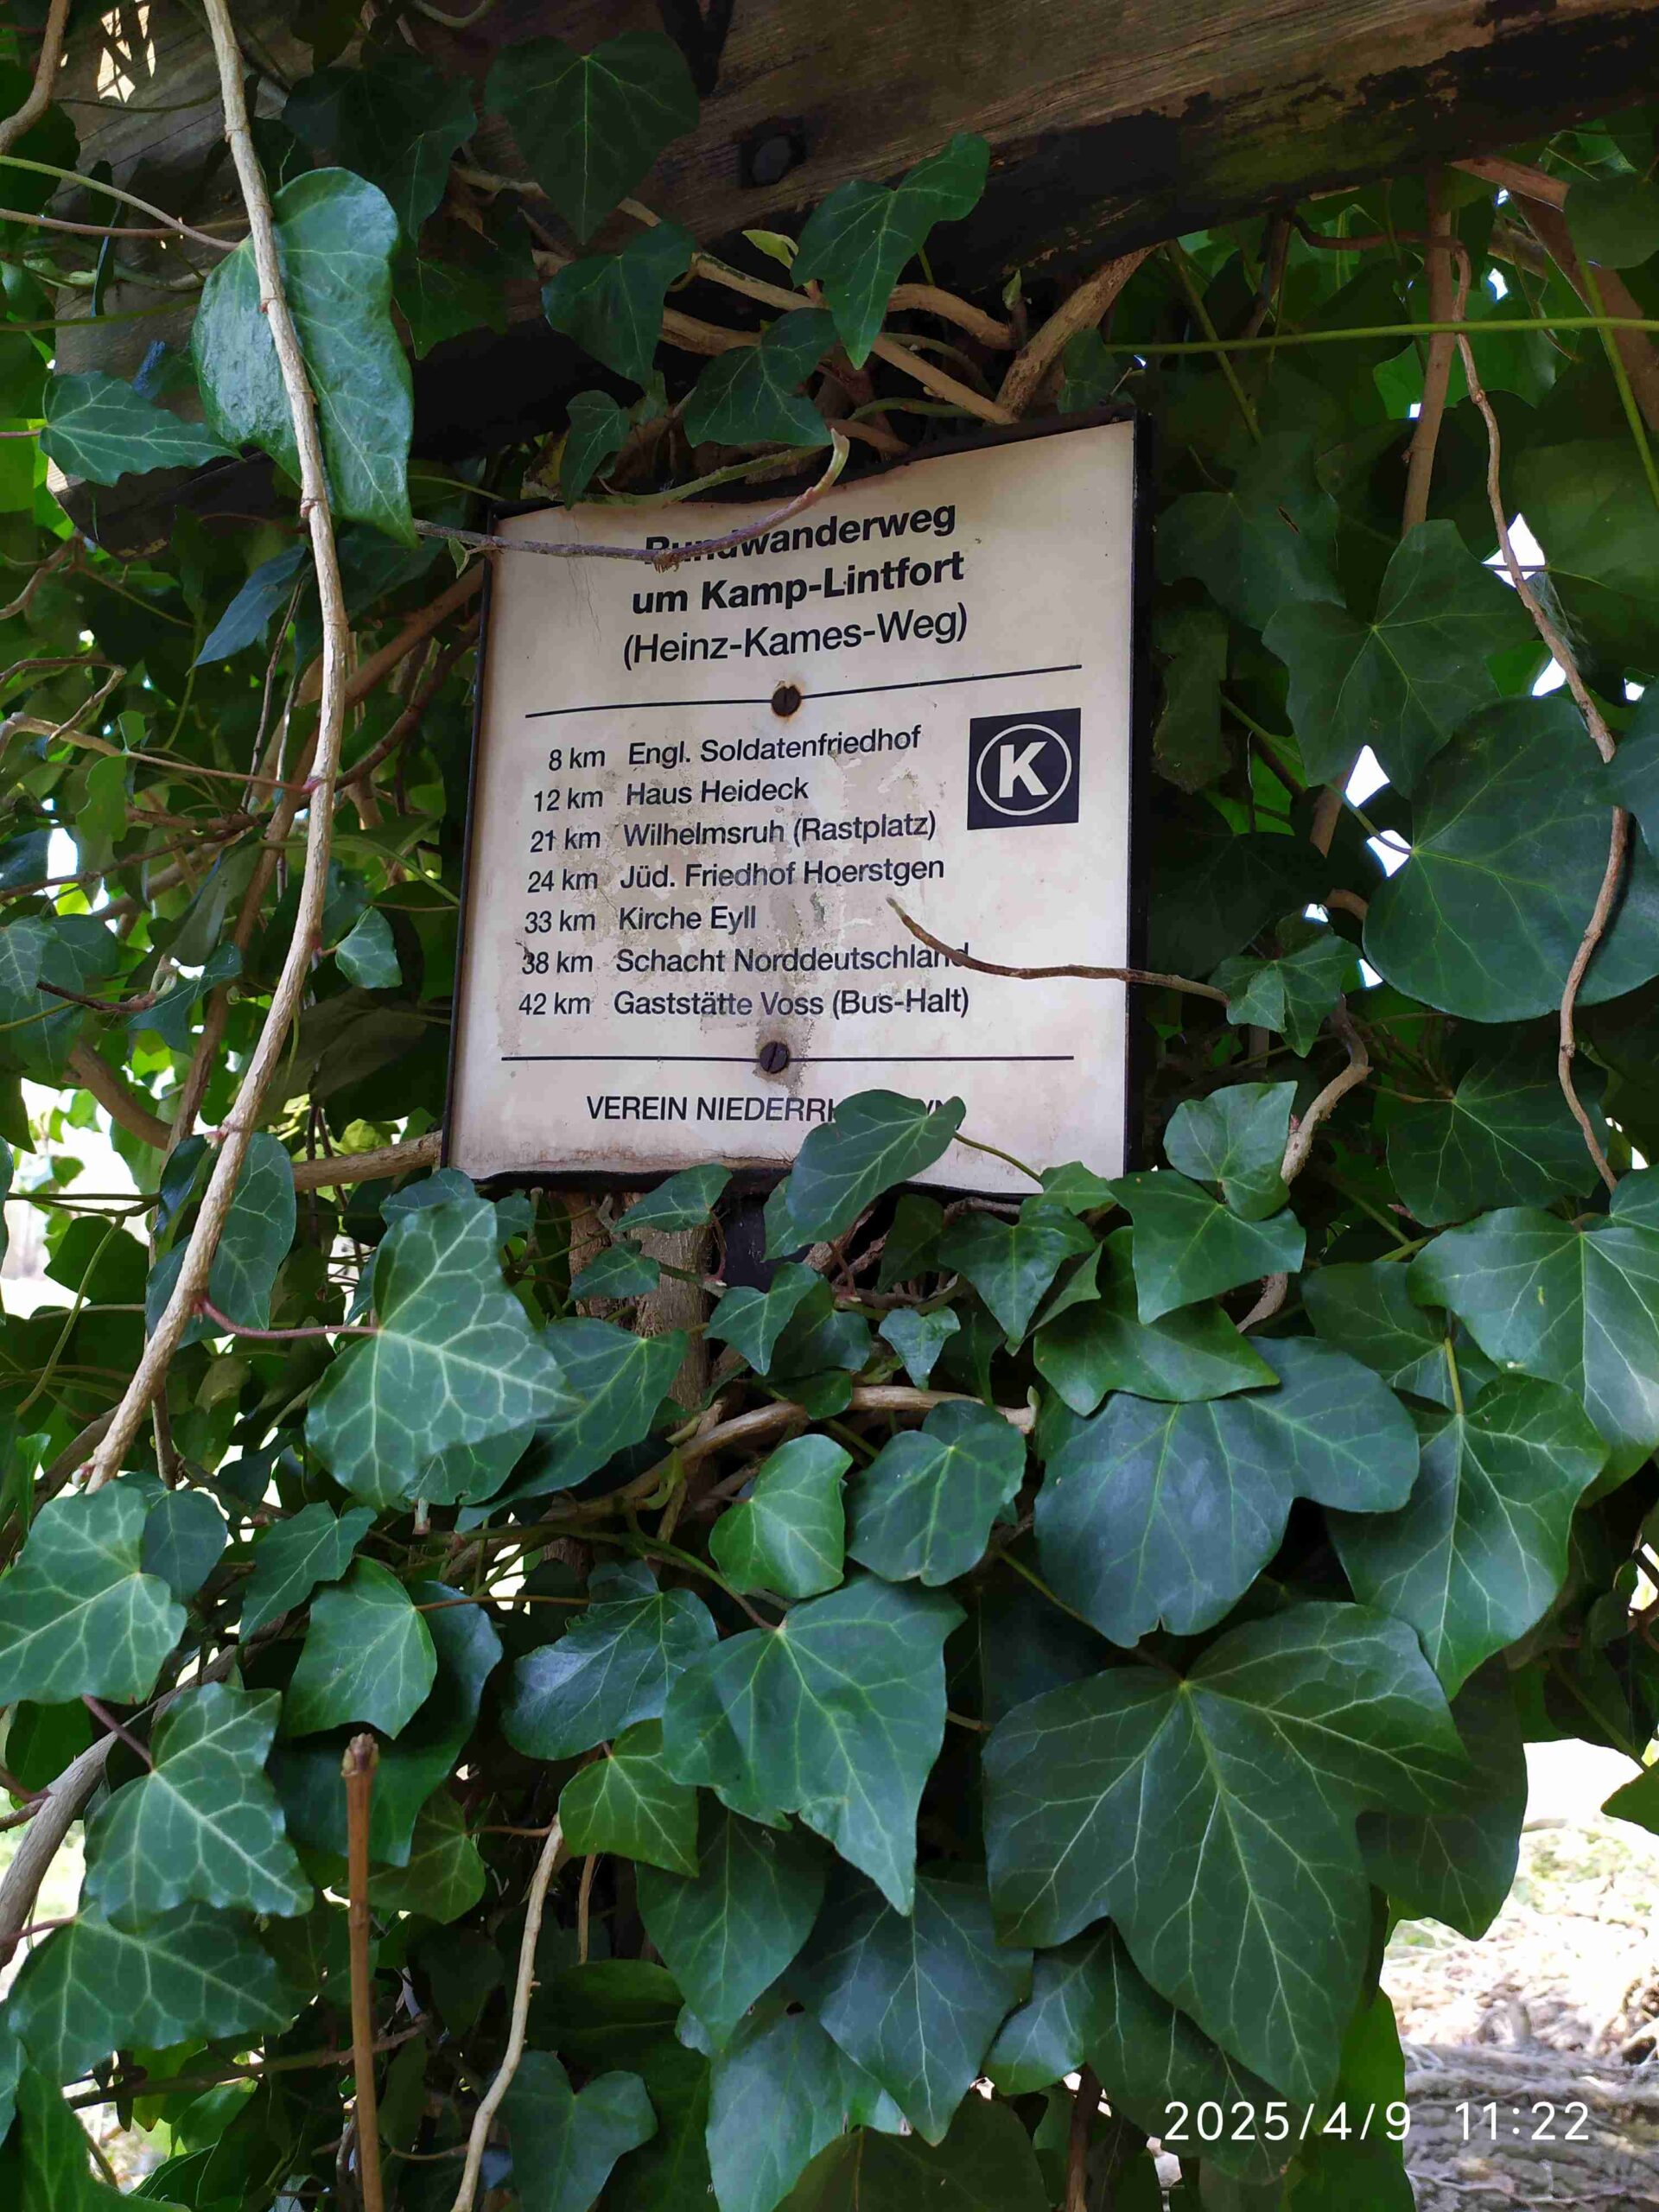 Rundwanderweg
um Kamp-Lintfort
(Heinz-Kames-Weg)
8 km Engl. Soldatenfriedhof
12 km Haus Heideck
21 km Wilhelmsruh (Rastplatz)
24 km Jüd. Friedhof Hoerstgen
33 km Kirche Eyll
38 km Schacht Norddeutschland
42 km Gaststätte Voss (Bus-Halt)
K
VEREIN
2025/4/9 11:22